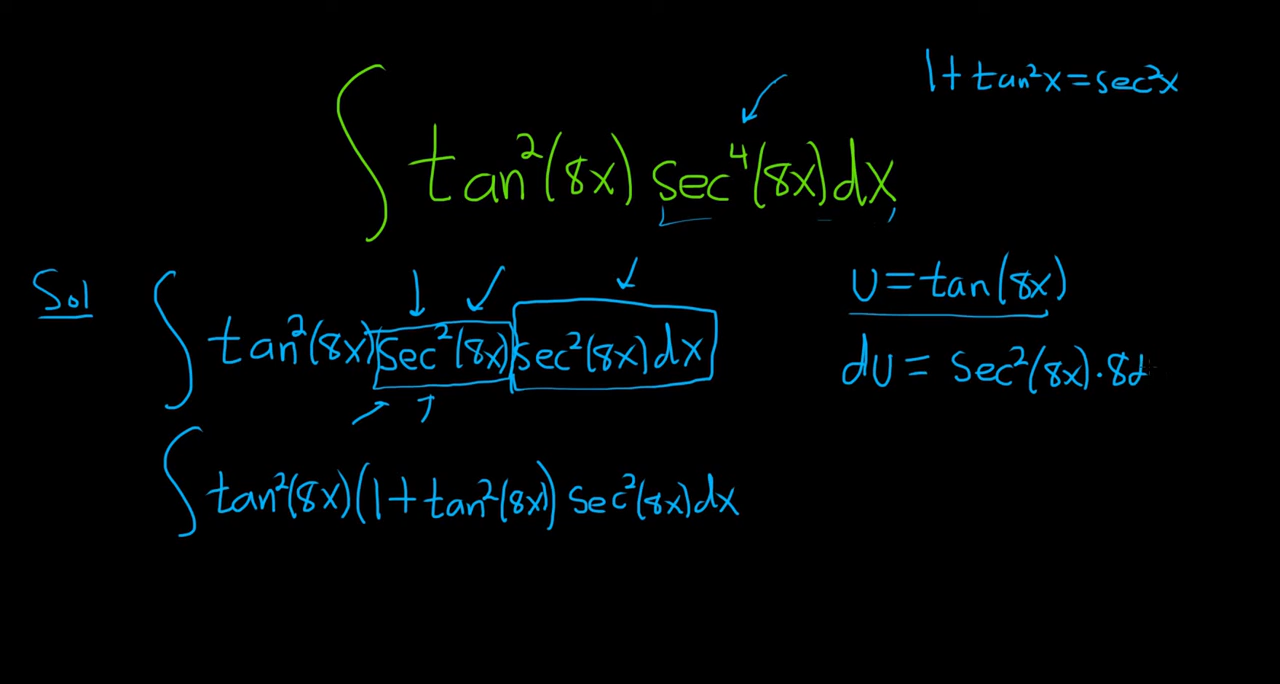 1 + tan²x = sec²x
∫ tan²(8x) sec⁴(8x) dx
Sol ∫ tan²(8x) sec²(8x) sec²(8x) dx
u = tan(8x)
du = sec²(8x) · 8d
∫ tan²(8x)(1 + tan²(8x)) sec²(8x) dx